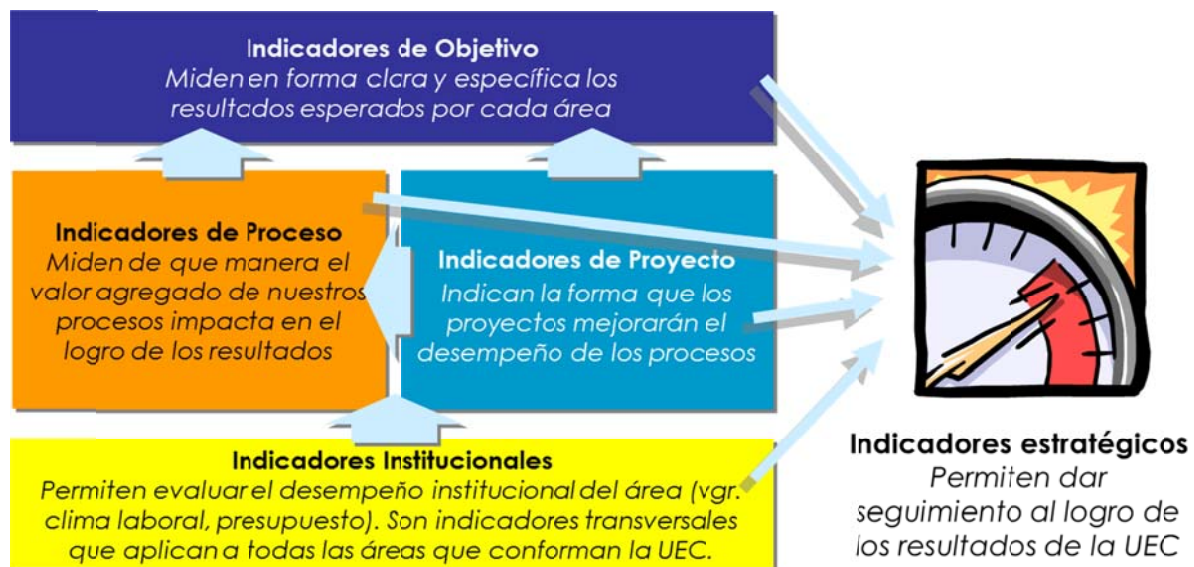 Indicadores de Objetivo
Miden en forma clara y específica los
resultados esperados por cada área
Indicadores de Proceso
Miden de que manera el
valor agregado de nuestros
procesos impacta en el
logro de los resultados
Indicadores de Proyecto
Indican la forma que los
proyectos mejorarán el
desempeño de los procesos
Indicadores Institucionales
Permiten evaluar el desempeño institucional del área (vgr.
clima laboral, presupuesto). Son indicadores transversales
que aplican a todas las áreas que conforman la UEC.
Indicadores estratégicos
Permiten dar
seguimiento al logro de
los resultados de la UEC